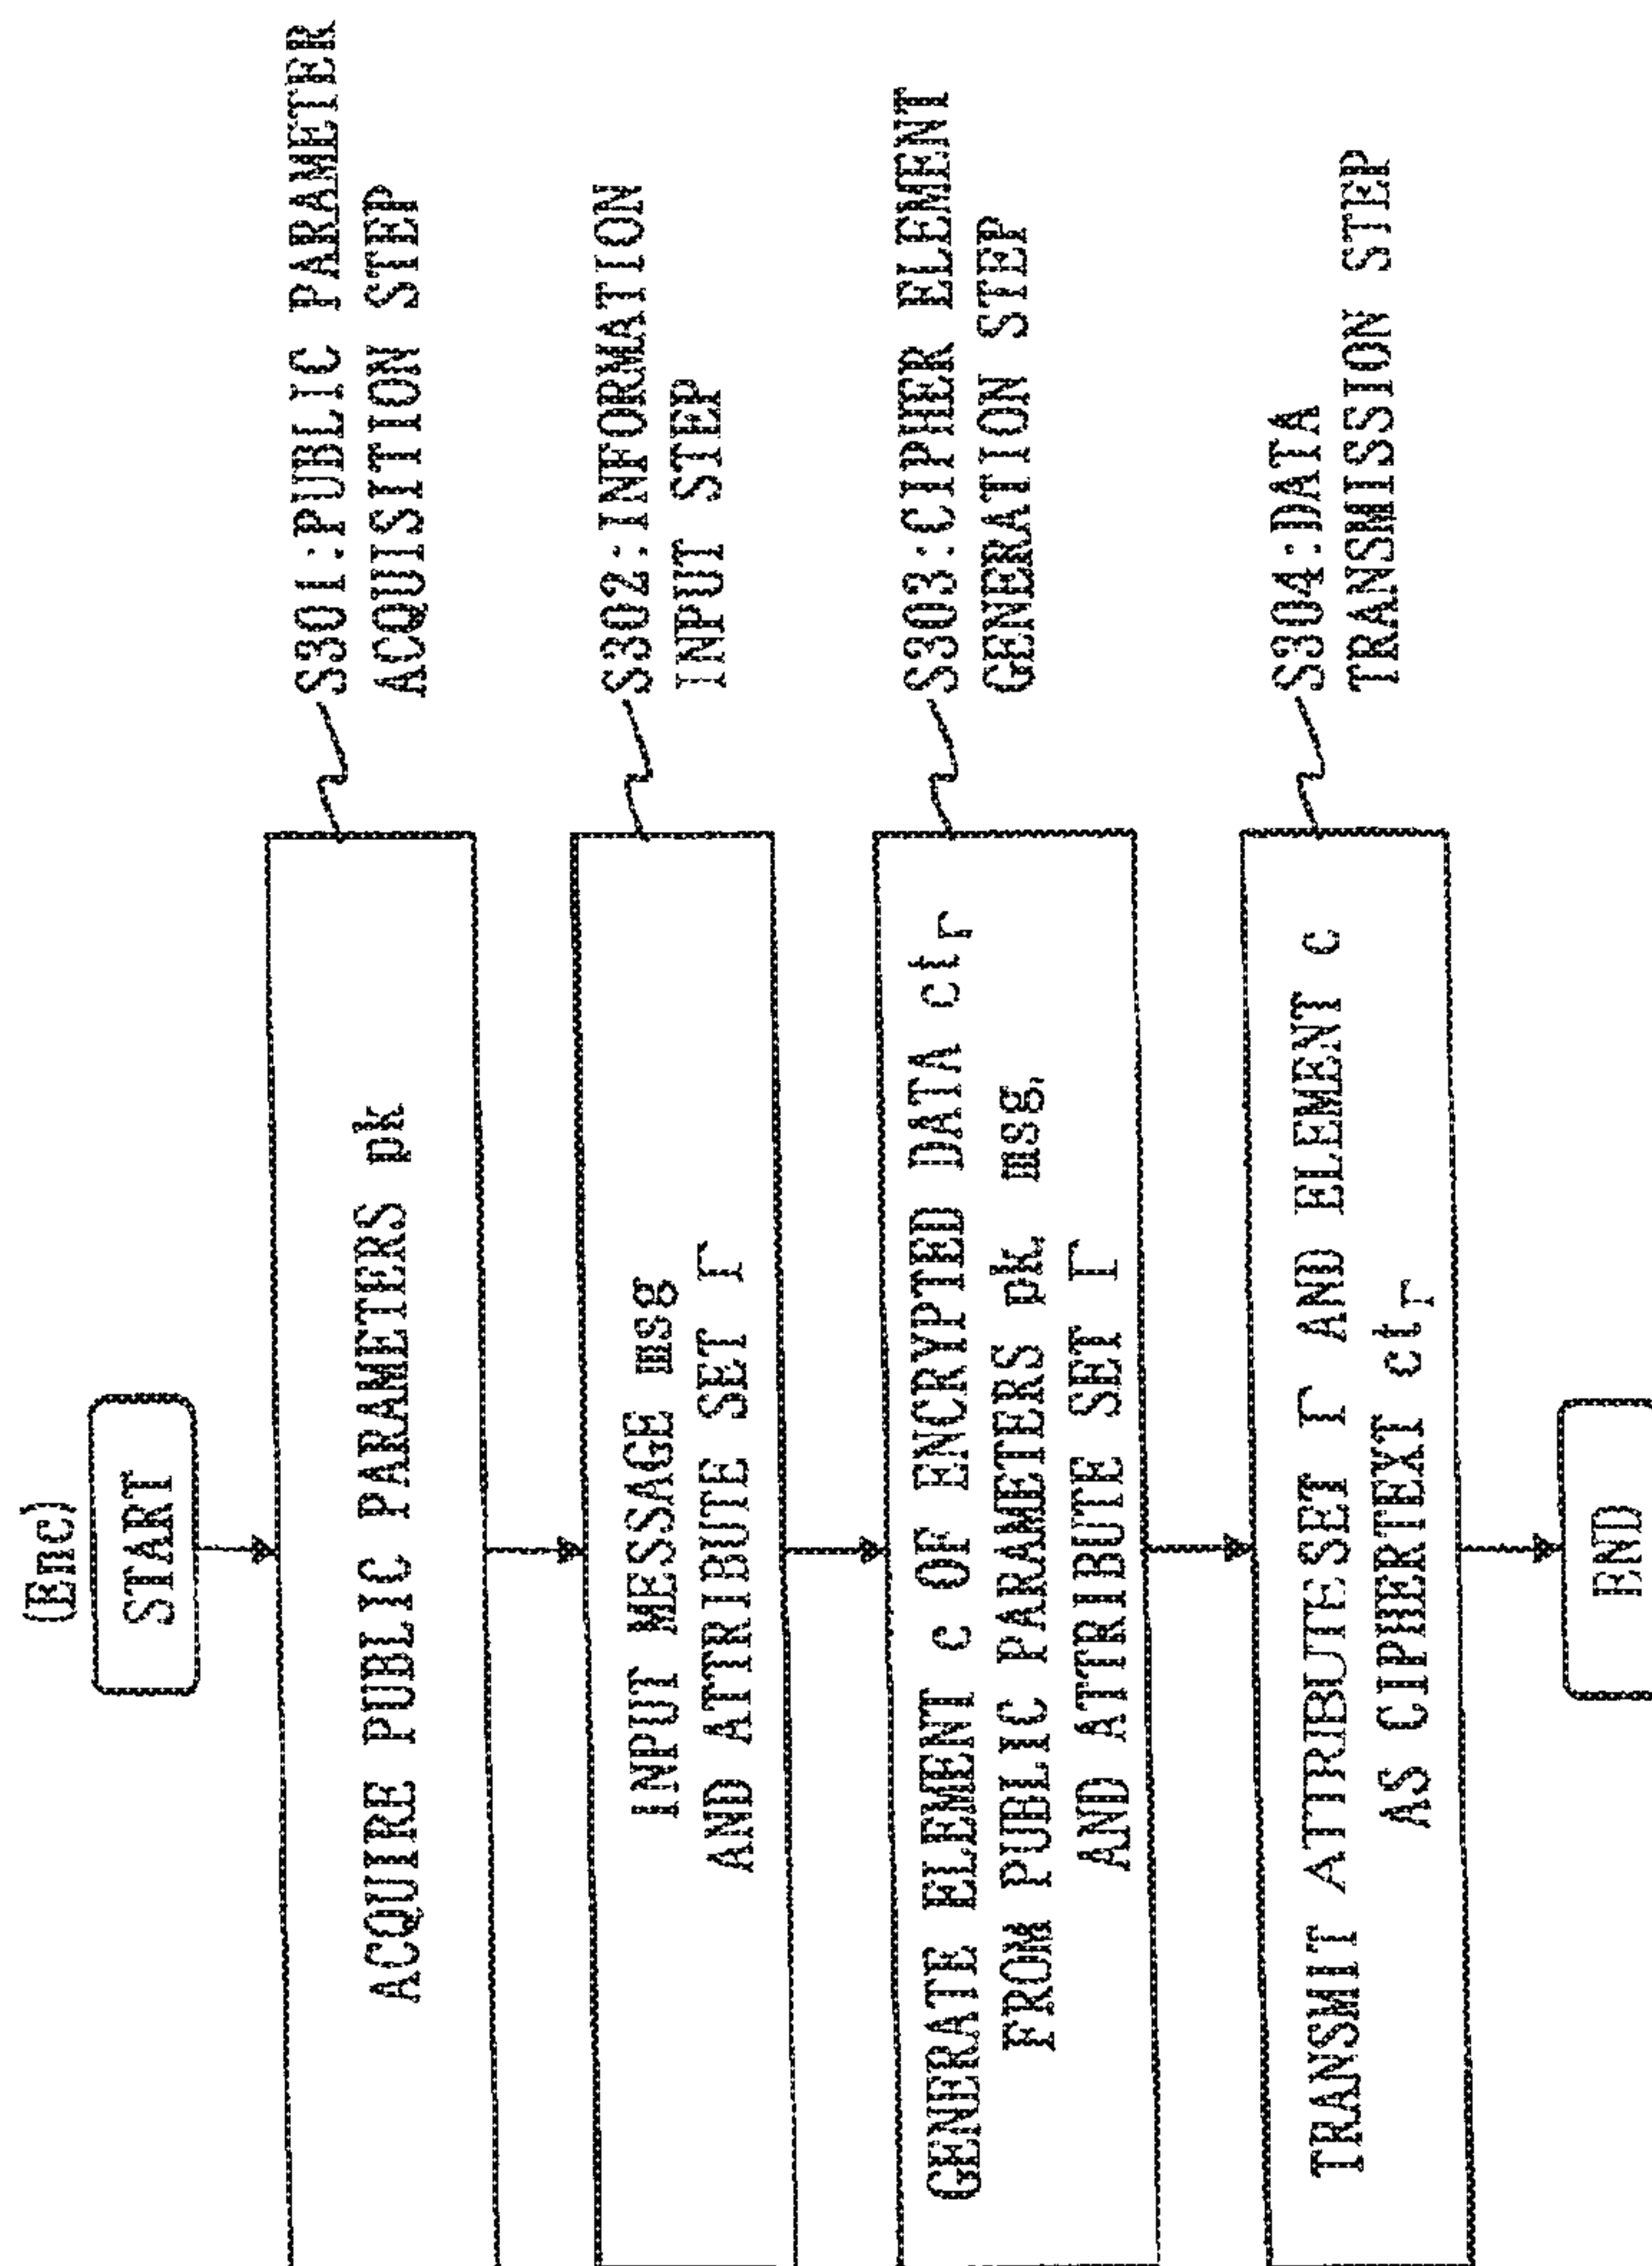 (Enc)
START
ACQUIRE PUBLIC PARAMETERS pk
S301:PUBLIC PARAMETER
ACQUISITION STEP
INPUT MESSAGE msg
AND ATTRIBUTE SET Γ
S302:INFORMATION
INPUT STEP
GENERATE ELEMENT c OF ENCRYPTED DATA ctΓ
FROM PUBLIC PARAMETERS pk, msg,
AND ATTRIBUTE SET Γ
S303:CIPHER ELEMENT
GENERATION STEP
TRANSMIT ATTRIBUTE SET Γ AND ELEMENT c
AS CIPHERTEXT ctΓ
S304:DATA
TRANSMISSION STEP
END